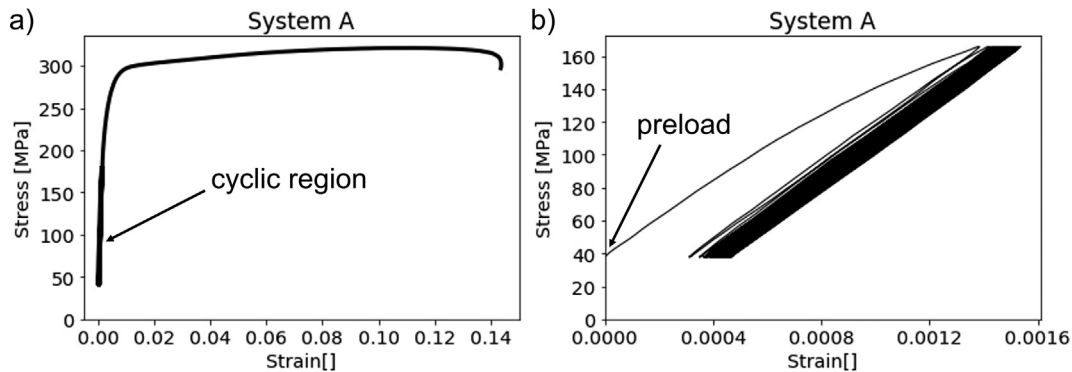 a)
System A
Stress [MPa]
300
250
200
150
100
50
0
cyclic region
0.00 0.02 0.04 0.06 0.08 0.10 0.12 0.14
Strain[]
b)
System A
Stress [MPa]
160
140
120
100
80
60
40
20
0
preload
0.0000 0.0004 0.0008 0.0012 0.0016
Strain[]